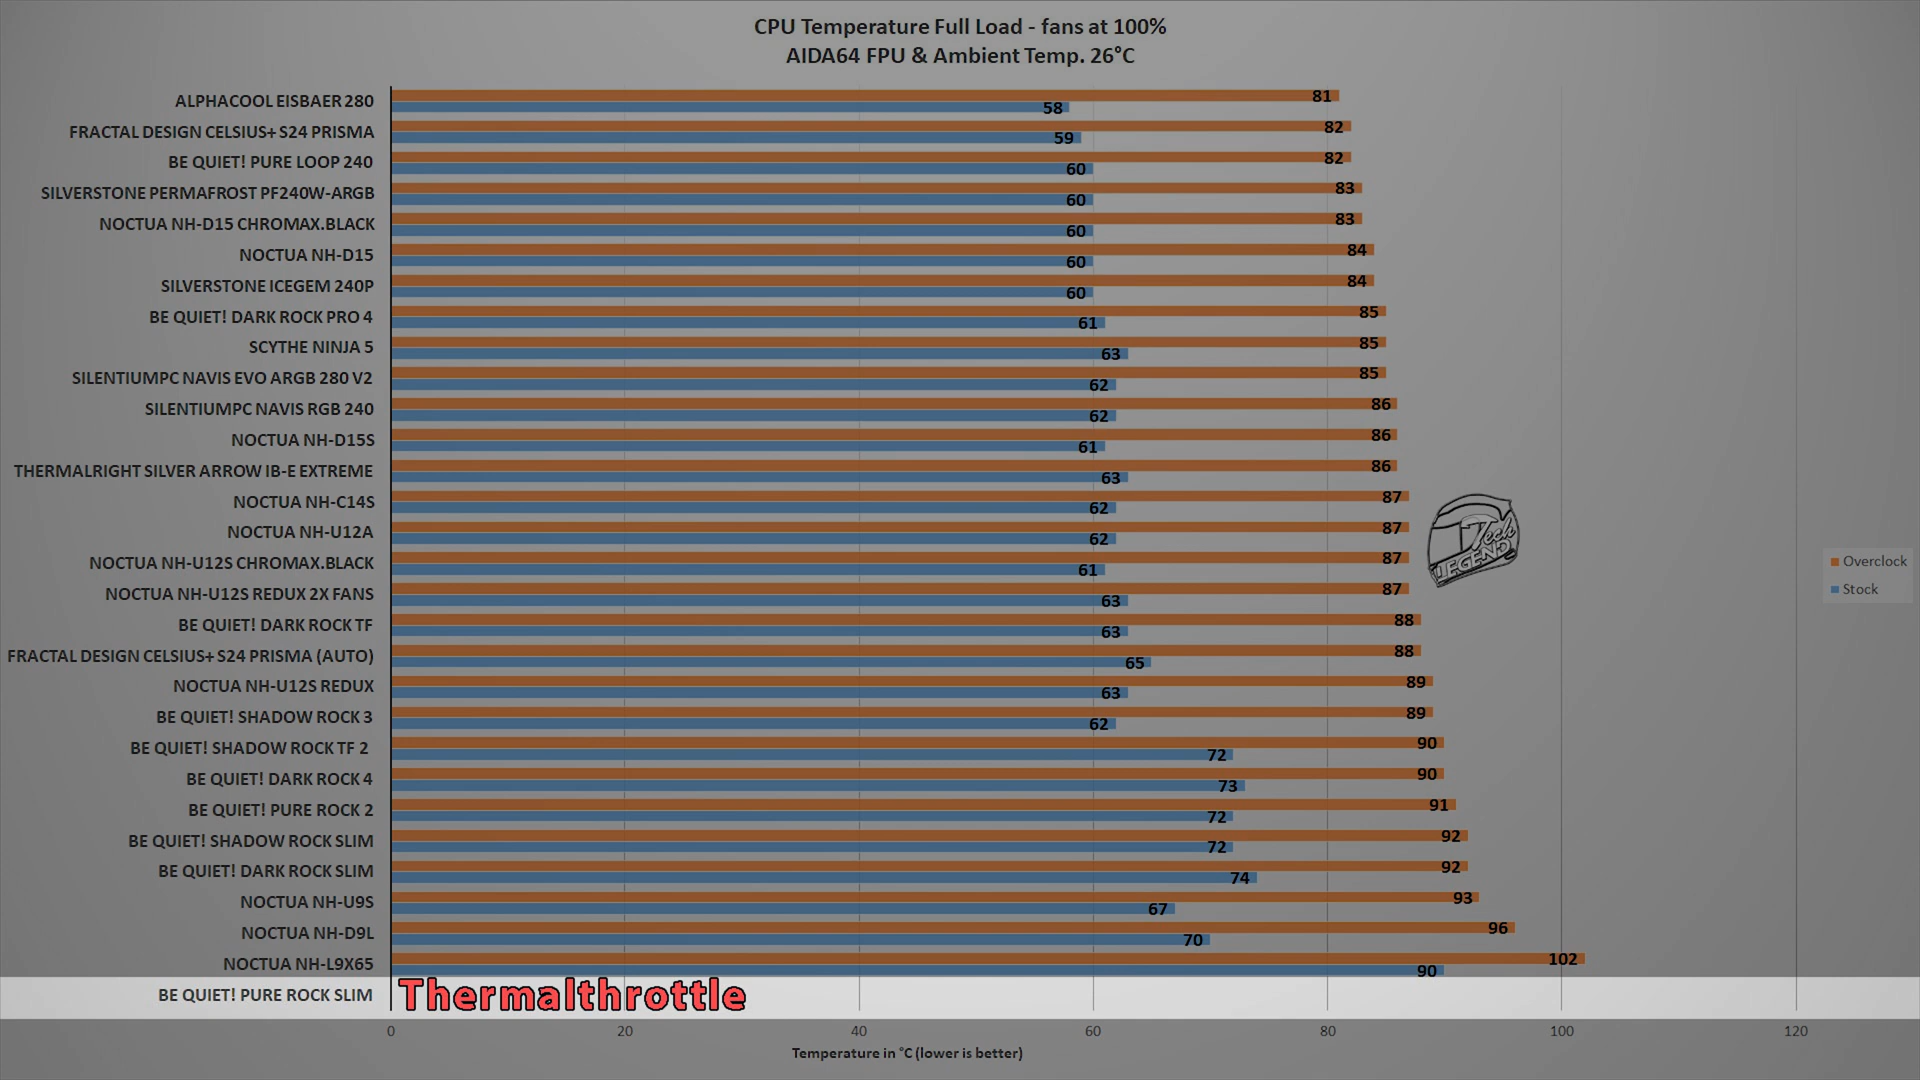 CPU Temperature Full Load - fans at 100%
AIDA64 FPU & Ambient Temp. 26°C
ALPHACOOL EISBAER 280 81 58
FRACTAL DESIGN CELSIUS+ S24 PRISMA 82 59
BE QUIET! PURE LOOP 240 82 60
SILVERSTONE PERMAFROST PF240W-ARGB 83 60
NOCTUA NH-D15 CHROMAX.BLACK 83 60
NOCTUA NH-D15 84 60
SILVERSTONE ICEGEM 240P 84 60
BE QUIET! DARK ROCK PRO 4 85 61
SCYTHE NINJA 5 85 63
SILENTIUMPC NAVIS EVO ARGB 280 V2 85 62
SILENTIUMPC NAVIS RGB 240 86 62
NOCTUA NH-D15S 86 61
THERMALRIGHT SILVER ARROW IB-E EXTREME 86 63
NOCTUA NH-C14S 87 62
NOCTUA NH-U12A 87 62
NOCTUA NH-U12S CHROMAX.BLACK 87 61
NOCTUA NH-U12S REDUX 2X FANS 87 63
BE QUIET! DARK ROCK TF 88 63
FRACTAL DESIGN CELSIUS+ S24 PRISMA (AUTO) 88 65
NOCTUA NH-U12S REDUX 89 63
BE QUIET! SHADOW ROCK 3 89 62
BE QUIET! SHADOW ROCK TF 2 90 72
BE QUIET! DARK ROCK 4 90 73
BE QUIET! PURE ROCK 2 91 72
BE QUIET! SHADOW ROCK SLIM 92 72
BE QUIET! DARK ROCK SLIM 92 74
NOCTUA NH-U9S 93 67
NOCTUA NH-D9L 96 70
NOCTUA NH-L9X65 102 90
BE QUIET! PURE ROCK SLIM Thermalthrottle
0 20 40 60 80 100 120
Temperature in °C (lower is better)
Tech
LEGEND
Overclock
Stock